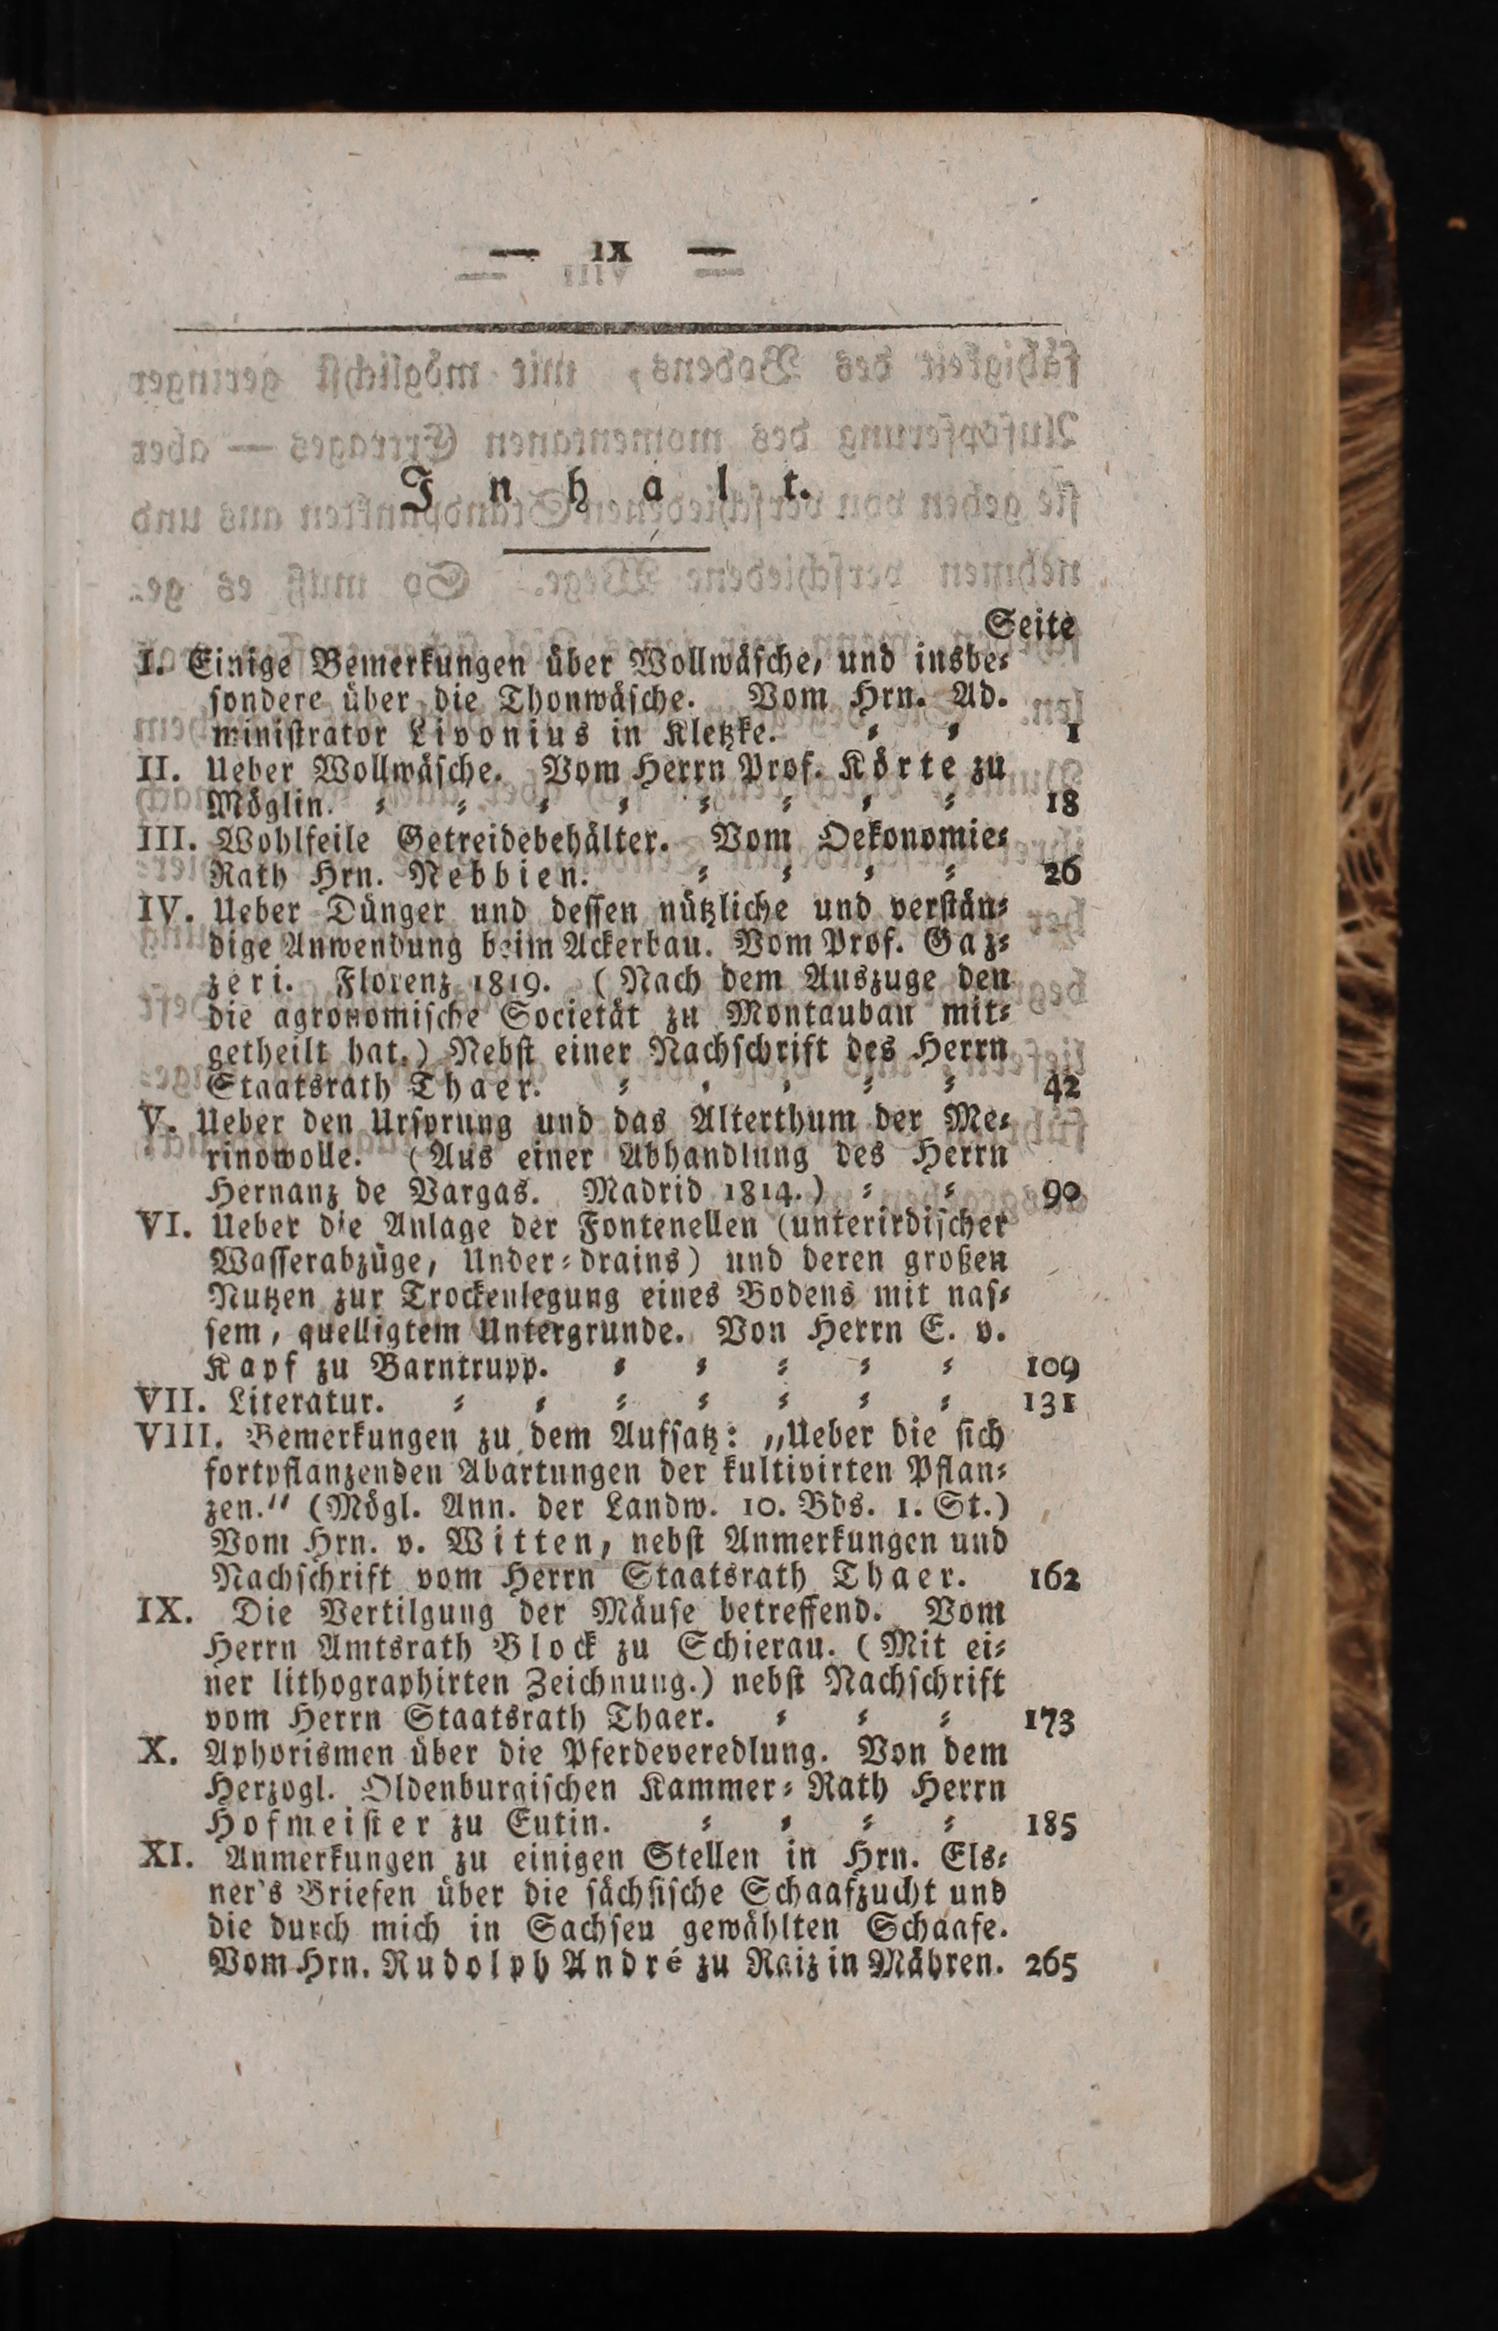 — IX —
Inhalt.
Seite
I. Einige Bemerkungen über Wollwäsche, und insbe-
sondere über die Thonwäsche. Vom Hrn. Ad.
ministrator Livonius in Kletzke. - - 1
II. Ueber Wollwäsche. Vom Herrn Prof. Körte zu
Möglin. - - - - - - - - 18
III. Wohlfeile Getreidebehälter. Vom Oekonomie-
Rath Hrn. Nebbien. - - - - 26
IV. Ueber Dünger und dessen nützliche und verstän-
dige Anwendung beim Ackerbau. Vom Prof. Gaz-
zeri. Florenz 1819. (Nach dem Auszuge den
die agronomische Societät zu Montauban mit-
getheilt hat.) Nebst einer Nachschrift des Herrn
Staatsrath Thaer. - - - - - 42
V. Ueber den Ursprung und das Alterthum der Me-
rinowolle. (Aus einer Abhandlung des Herrn
Hernanz de Vargas. Madrid 1814.) - - 90
VI. Ueber die Anlage der Fontenellen (unterirdischer
Wasserabzüge, Under-drains) und deren großen
Nutzen zur Trockenlegung eines Bodens mit nas-
sem, quelligtem Untergrunde. Von Herrn E. v.
Kapf zu Barntrupp. - - - - - 109
VII. Literatur. - - - - - - - 131
VIII. Bemerkungen zu dem Aufsatz: „Ueber die sich
fortpflanzenden Abartungen der kultivirten Pflan-
zen.“ (Mögl. Ann. der Landw. 10. Bds. 1. St.)
Vom Hrn. v. Witten, nebst Anmerkungen und
Nachschrift vom Herrn Staatsrath Thaer. 162
IX. Die Vertilgung der Mäuse betreffend. Vom
Herrn Amtsrath Block zu Schierau. (Mit ei-
ner lithographirten Zeichnung.) nebst Nachschrift
vom Herrn Staatsrath Thaer. - - - 173
X. Aphorismen über die Pferdeveredlung. Von dem
Herzogl. Oldenburgischen Kammer-Rath Herrn
Hofmeister zu Eutin. - - - - 185
XI. Anmerkungen zu einigen Stellen in Hrn. Els-
ner's Briefen über die sächsische Schaafzucht und
die durch mich in Sachsen gewählten Schaafe.
Vom Hrn. Rudolph André zu Raiz in Mähren. 265